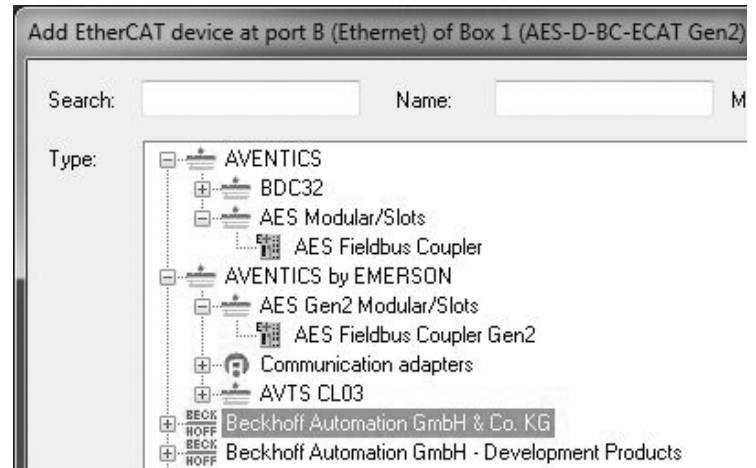 Add EtherCAT device at port B (Ethernet) of Box 1 (AES-D-BC-ECAT Gen2)
Search: Name: M
Type:
AVENTICS
BDC32
AES Modular/Slots
AES Fieldbus Coupler
AVENTICS by EMERSON
AES Gen2 Modular/Slots
AES Fieldbus Coupler Gen2
Communication adapters
AVTS CL03
BECKHOFF Beckhoff Automation GmbH & Co. KG
BECKHOFF Beckhoff Automation GmbH - Development Products